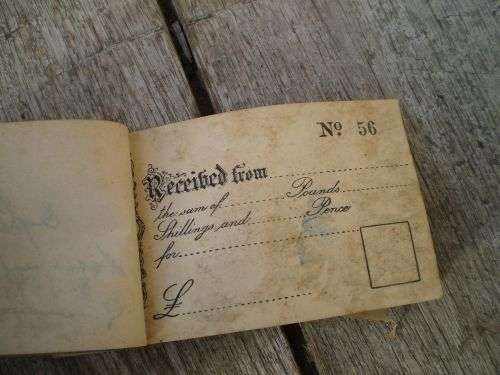 Nº 56
Received from
the sum of Pounds
Shillings, and Pence
for
£